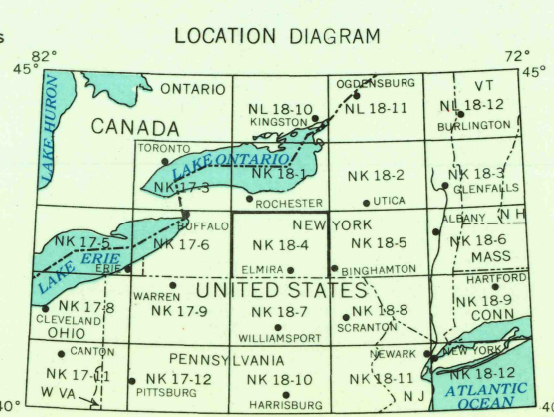 s
LOCATION DIAGRAM
82°
72°
45°
45°
LAKE HURON
ONTARIO
OGDENSBURG
VT
NL 18-10
NL 18-11
NL 18-12
KINGSTON
BURLINGTON
CANADA
TORONTO
LAKE ONTARIO
NK 17-3
NK 18-1
NK 18-2
NK 18-3
GLENFALLS
ROCHESTER
UTICA
BUFFALO
NEW YORK
ALBANY
N H
NK 17-5
NK 17-6
NK 18-4
NK 18-5
NK 18-6
LAKE ERIE
ERIE
ELMIRA
BINGHAMTON
MASS
HARTFORD
WARREN
UNITED STATES
NK 17-8
NK 17-9
NK 18-7
NK 18-8
NK 18-9
CLEVELAND
SCRANTON
CONN
OHIO
WILLIAMSPORT
CANTON
PENNSYLVANIA
NEWARK
NEW YORK
NK 17-11
NK 17-12
NK 18-10
NK 18-11
NK 18-12
W VA
PITTSBURG
HARRISBURG
N J
ATLANTIC
OCEAN
40°